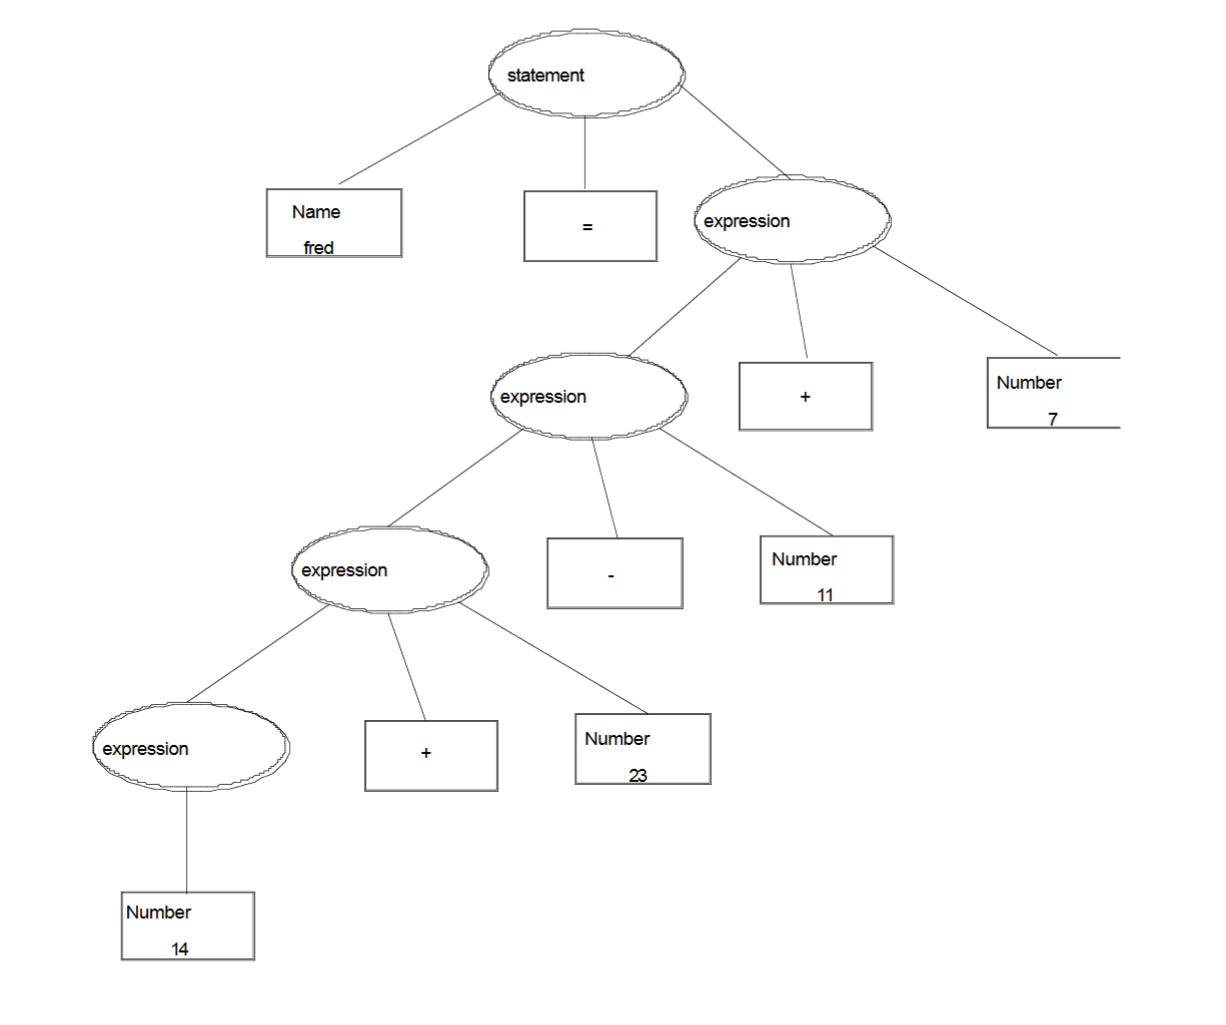 statement
Name
fred
=
expression
expression
+
Number
7
expression
-
Number
11
expression
+
Number
23
Number
14